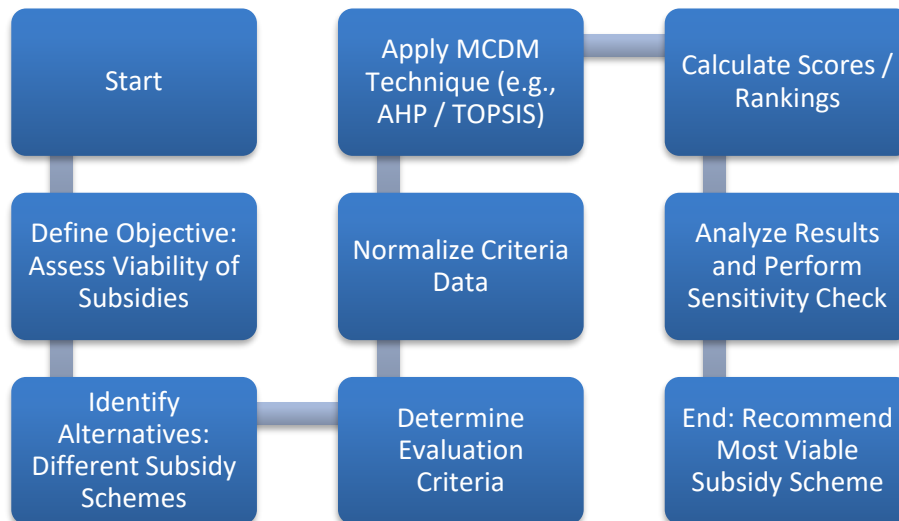 Start
Define Objective:
Assess Viability of
Subsidies
Identify
Alternatives:
Different Subsidy
Schemes
Determine
Evaluation
Criteria
Normalize Criteria
Data
Apply MCDM
Technique (e.g.,
AHP / TOPSIS)
Calculate Scores /
Rankings
Analyze Results
and Perform
Sensitivity Check
End: Recommend
Most Viable
Subsidy Scheme